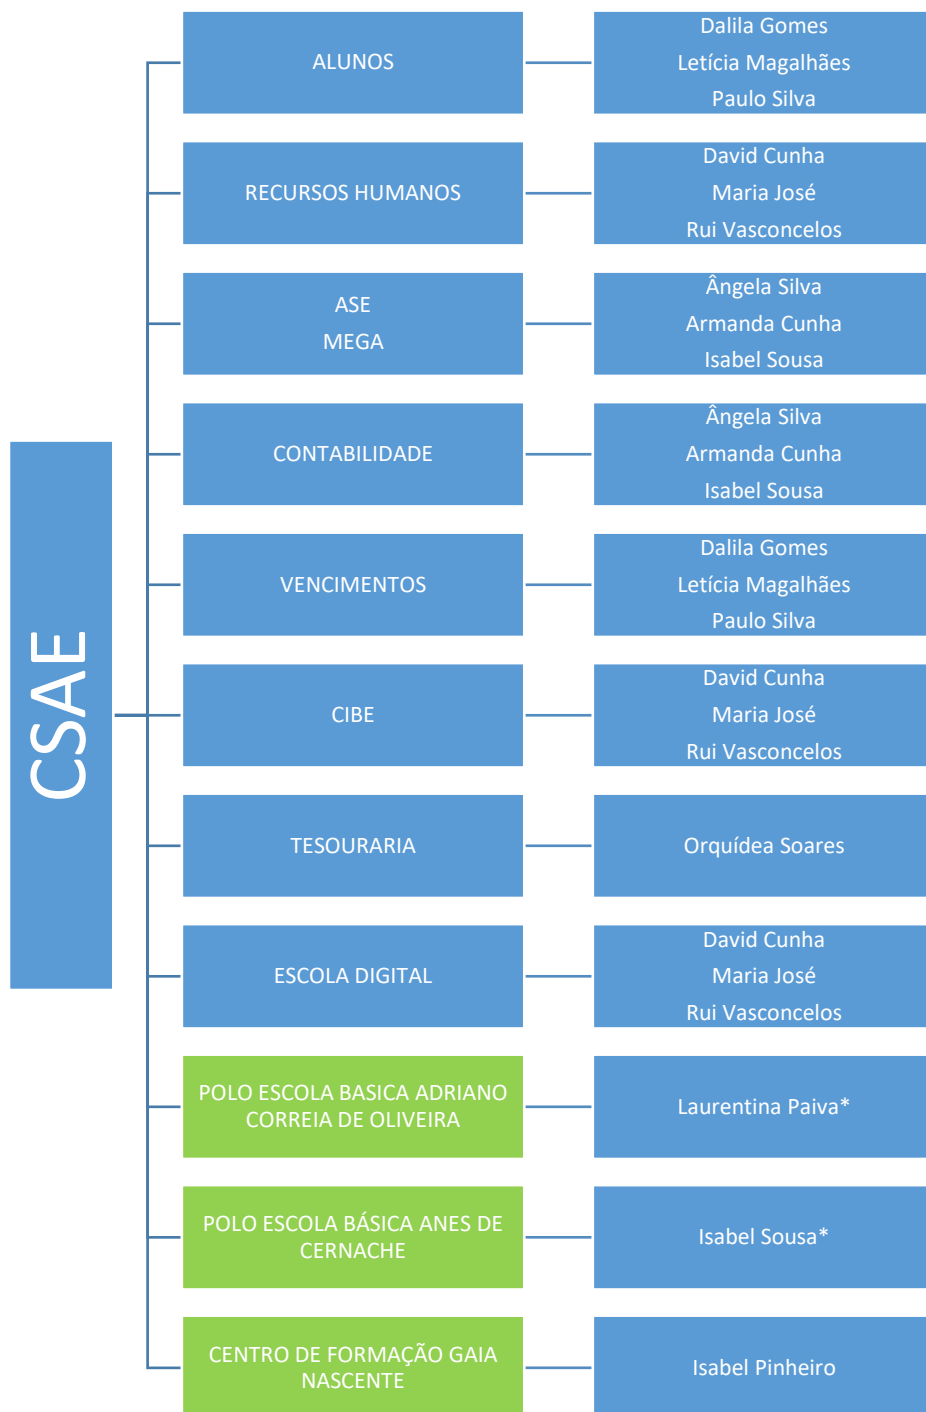 CSAE
ALUNOS
Dalila Gomes
Letícia Magalhães
Paulo Silva
RECURSOS HUMANOS
David Cunha
Maria José
Rui Vasconcelos
ASE
MEGA
Ângela Silva
Armanda Cunha
Isabel Sousa
CONTABILIDADE
Ângela Silva
Armanda Cunha
Isabel Sousa
VENCIMENTOS
Dalila Gomes
Letícia Magalhães
Paulo Silva
CIBE
David Cunha
Maria José
Rui Vasconcelos
TESOURARIA
Orquídea Soares
ESCOLA DIGITAL
David Cunha
Maria José
Rui Vasconcelos
POLO ESCOLA BASICA ADRIANO
CORREIA DE OLIVEIRA
Laurentina Paiva*
POLO ESCOLA BÁSICA ANES DE
CERNACHE
Isabel Sousa*
CENTRO DE FORMAÇÃO GAIA
NASCENTE
Isabel Pinheiro